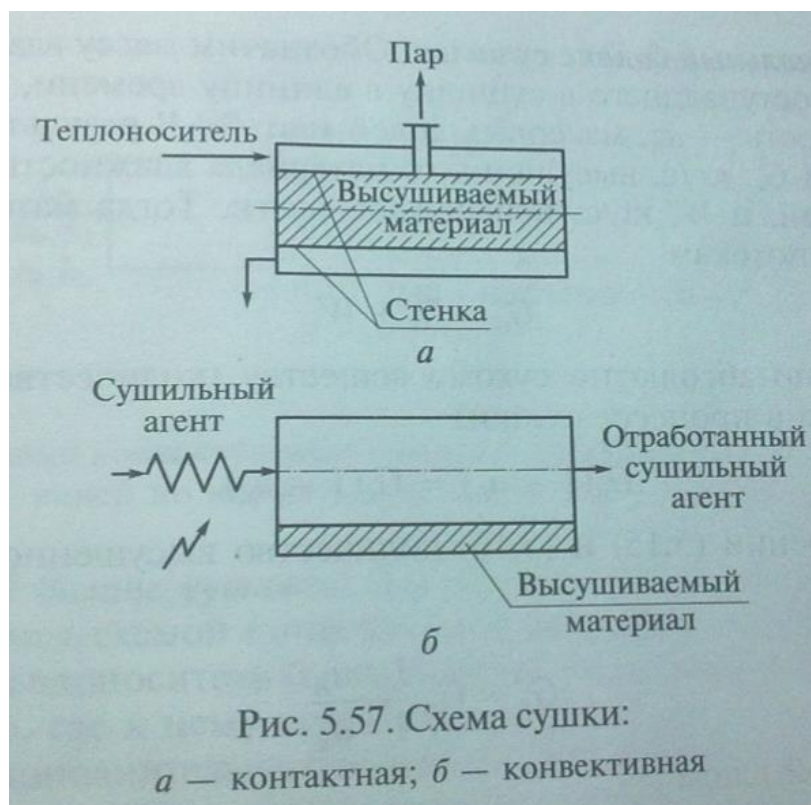 Пар
Теплоноситель
Высушиваемый
материал
Стенка
а
Сушильный
агент
Отработанный
сушильный
агент
Высушиваемый
материал
б
Рис. 5.57. Схема сушки:
а — контактная; б — конвективная